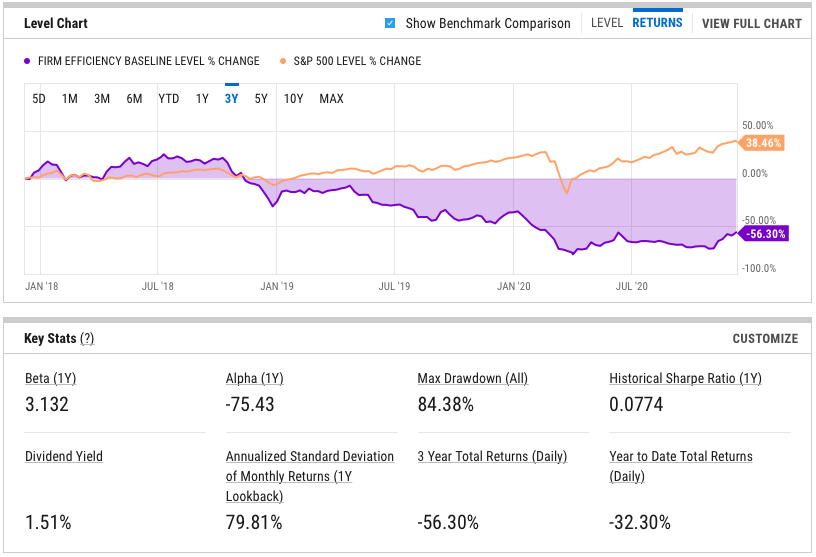 Level Chart
Show Benchmark Comparison
LEVEL
RETURNS
VIEW FULL CHART
FIRM EFFICIENCY BASELINE LEVEL % CHANGE
S&P 500 LEVEL % CHANGE
5D 1M 3M 6M YTD 1Y 3Y 5Y 10Y MAX
50.00%
38.46%
0.00%
-50.00%
-56.30%
-100.0%
JAN '18 JUL '18 JAN '19 JUL '19 JAN '20 JUL '20
Key Stats (?)
CUSTOMIZE
Beta (1Y)
3.132
Alpha (1Y)
-75.43
Max Drawdown (All)
84.38%
Historical Sharpe Ratio (1Y)
0.0774
Dividend Yield
1.51%
Annualized Standard Deviation
of Monthly Returns (1Y
Lookback)
79.81%
3 Year Total Returns (Daily)
-56.30%
Year to Date Total Returns
(Daily)
-32.30%